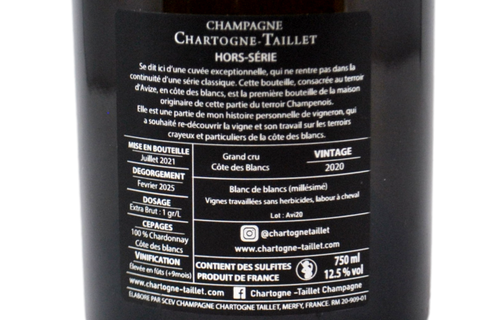 CHAMPAGNE
CHARTOGNE-TAILLET
HORS-SÉRIE
Se dit ici d'une cuvée exceptionnelle, qui ne rentre pas dans la
continuité d'une série classique. Cette bouteille, consacrée au terroir
d'Avize, en côte des blancs, est la première bouteille de la maison
originaire de cette partie du terroir Champenois.
Elle est une partie de mon histoire personnelle de vigneron, qui
a souhaité re-découvrir la vigne et son travail sur les terroirs
crayeux et particuliers de la côte des blancs.
MISE EN BOUTEILLE
Juillet 2021
DEGORGEMENT
Fevrier 2025
DOSAGE
Extra Brut : 1 gr/L
CEPAGES
100 % Chardonnay
Côte des blancs
VINIFICATION
Elevée en fûts (+9mois)
Grand cru
Côte des Blancs
VINTAGE
2020
Blanc de blancs (millésimé)
Vignes travaillées sans herbicides, labour à cheval
Lot : Avi20
@chartognetaillet
www.chartogne-taillet.com
CONTIENT DES SULFITES
PRODUIT DE FRANCE
750 ml
12.5 % vol
www.chartogne-taillet.com Chartogne -Taillet Champagne
ELABORE PAR SCEV CHAMPAGNE CHARTOGNE TAILLET, MERFY, FRANCE. RM 20-909-01